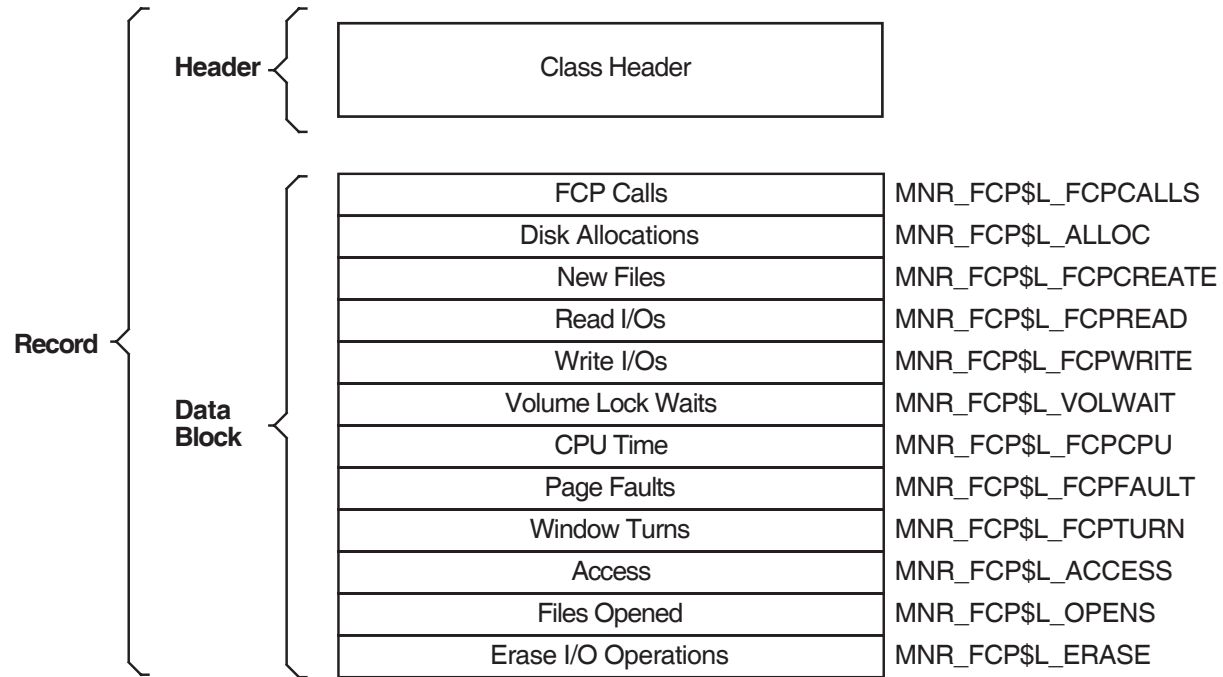 Header
Class Header
FCP Calls MNR_FCP$L_FCPCALLS
Disk Allocations MNR_FCP$L_ALLOC
New Files MNR_FCP$L_FCPCREATE
Read I/Os MNR_FCP$L_FCPREAD
Record
Write I/Os MNR_FCP$L_FCPWRITE
Data
Block
Volume Lock Waits MNR_FCP$L_VOLWAIT
CPU Time MNR_FCP$L_FCPCPU
Page Faults MNR_FCP$L_FCPFAULT
Window Turns MNR_FCP$L_FCPTURN
Access MNR_FCP$L_ACCESS
Files Opened MNR_FCP$L_OPENS
Erase I/O Operations MNR_FCP$L_ERASE